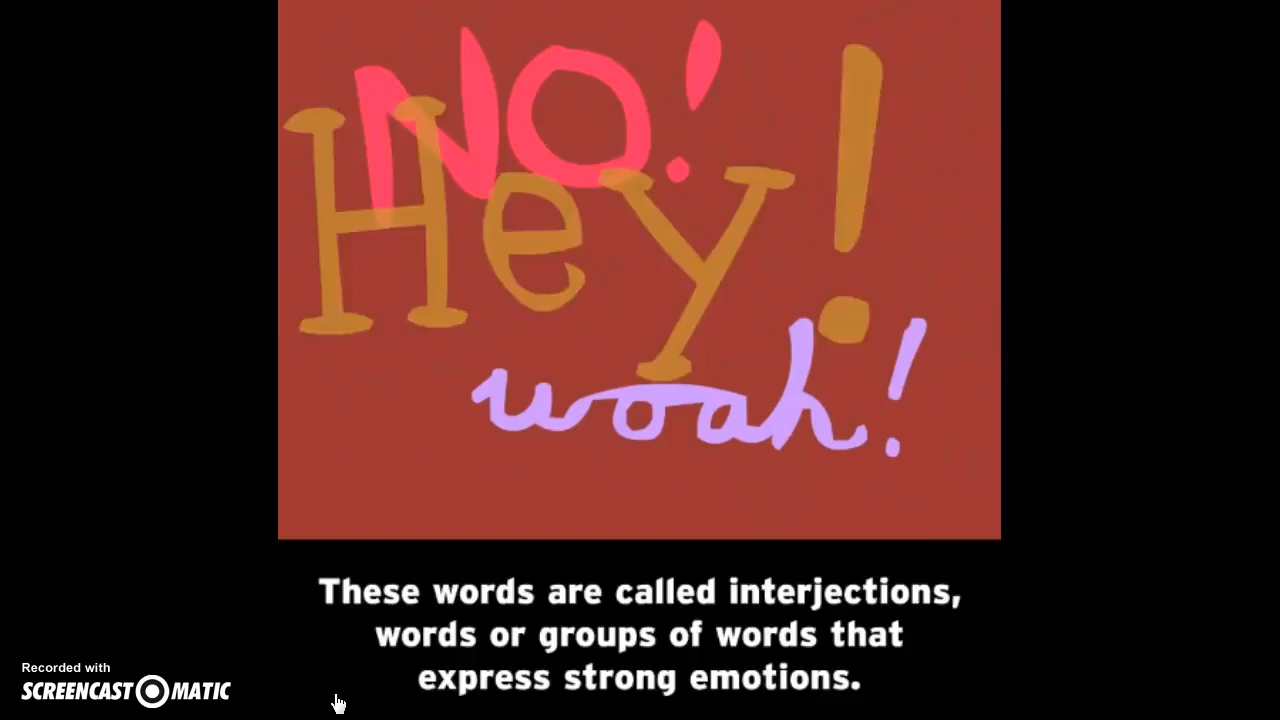 NO!
Hey!
woah!
These words are called interjections,
words or groups of words that
express strong emotions.
Recorded with
SCREENCAST O MATIC